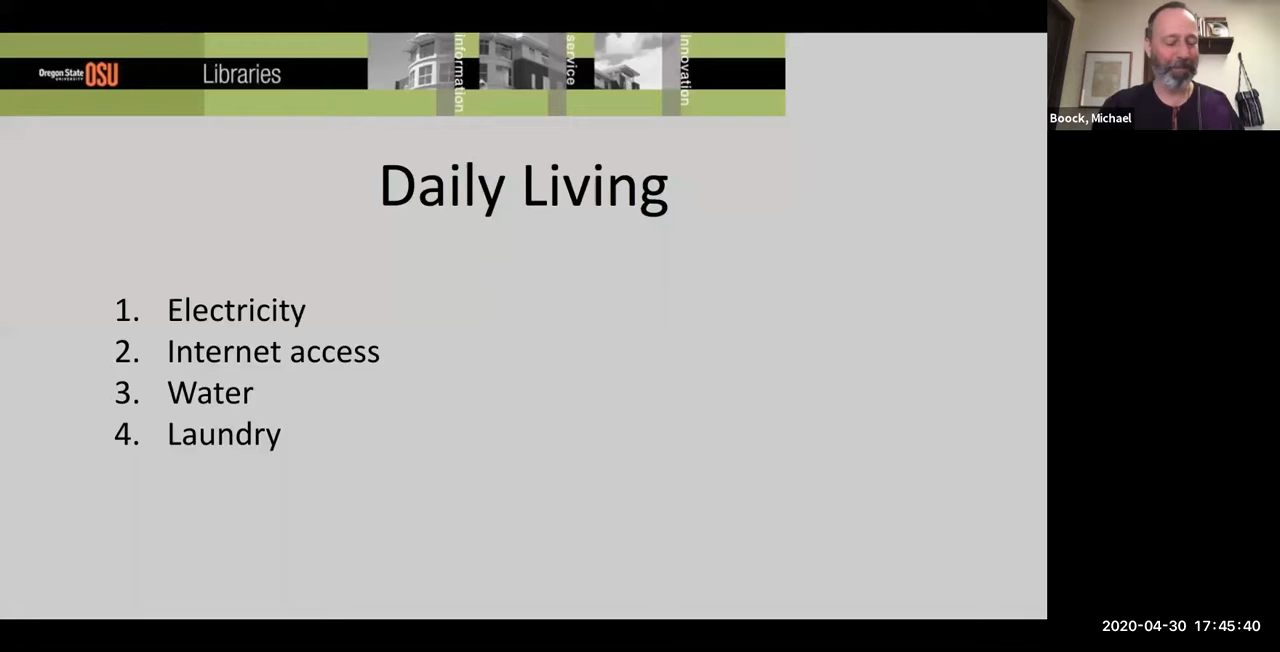 Oregon State
UNIVERSITY
OSU
Libraries
information
service
innovation
Boock, Michael
Daily Living
1. Electricity
2. Internet access
3. Water
4. Laundry
2020-04-30 17:45:40